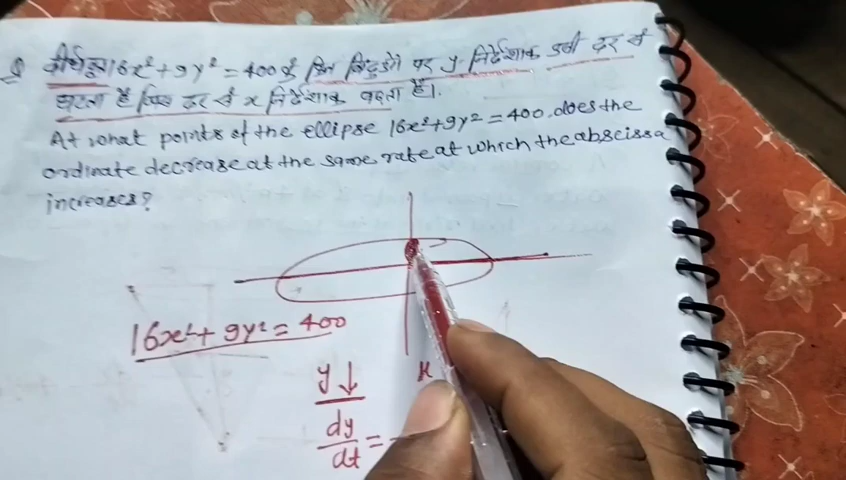 Q दीर्घवृत्त 16x² + 9y² = 400 के किन बिंदुओं पर y निर्देशांक उसी दर से
घटता है जिस दर से x निर्देशांक बढ़ता है।
At what points of the ellipse 16x²+9y² = 400, does the
ordinate decrease at the same rate at which the abscissa
increases?
16x² + 9y² = 400
y ↓ x
dy/dt = -